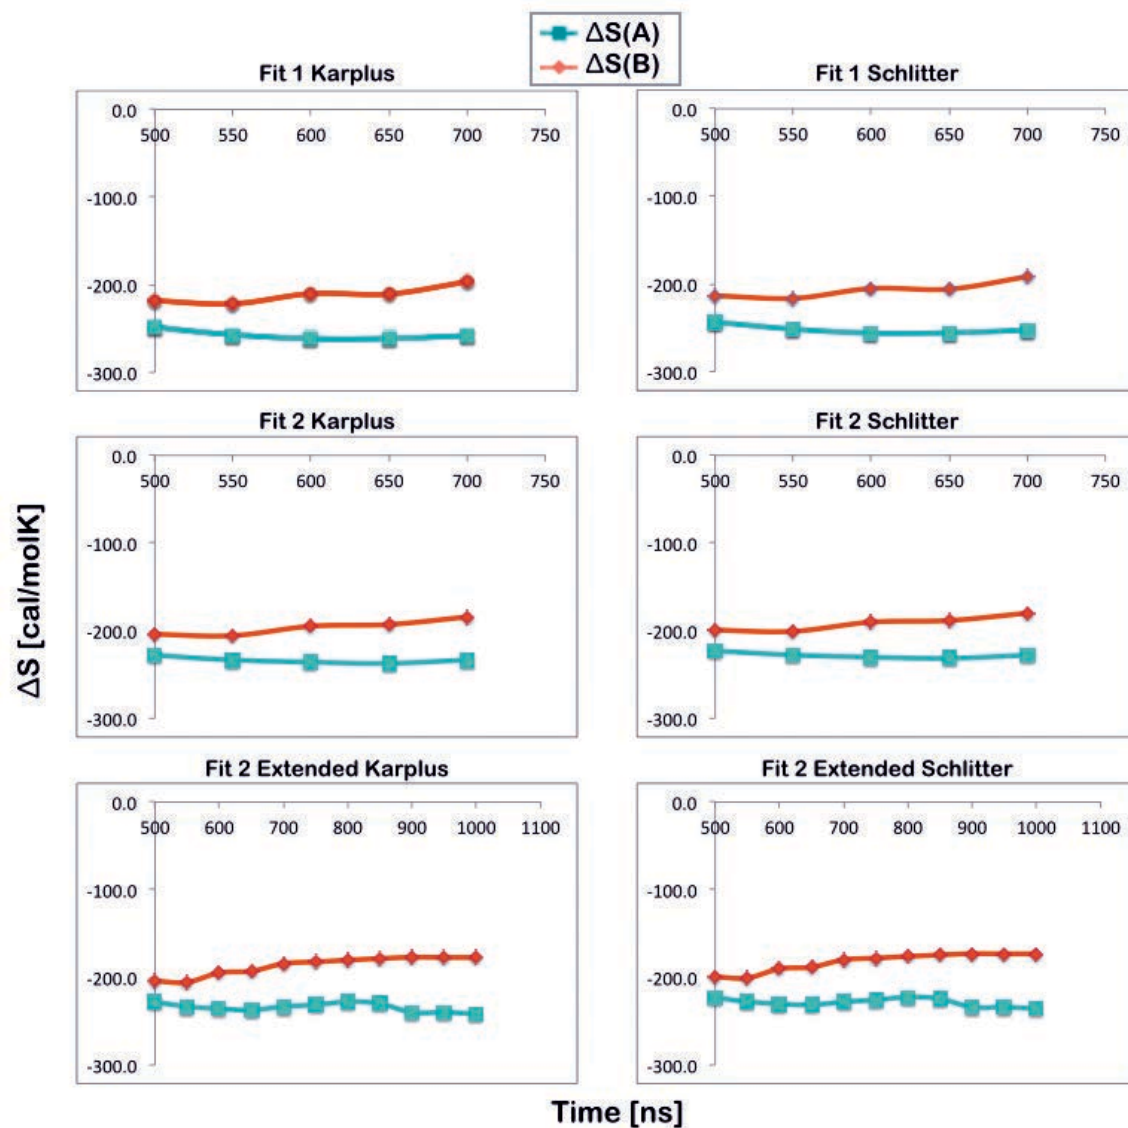 ΔS(A)
ΔS(B)
Fit 1 Karplus
0.0
500 550 600 650 700 750
-100.0
-200.0
-300.0
Fit 1 Schlitter
0.0
500 550 600 650 700 750
-100.0
-200.0
-300.0
Fit 2 Karplus
0.0
500 550 600 650 700 750
-100.0
-200.0
-300.0
Fit 2 Schlitter
0.0
500 550 600 650 700 750
-100.0
-200.0
-300.0
Fit 2 Extended Karplus
0.0
500 600 700 800 900 1000 1100
-100.0
-200.0
-300.0
Fit 2 Extended Schlitter
0.0
500 600 700 800 900 1000 1100
-100.0
-200.0
-300.0
ΔS [cal/molK]
Time [ns]